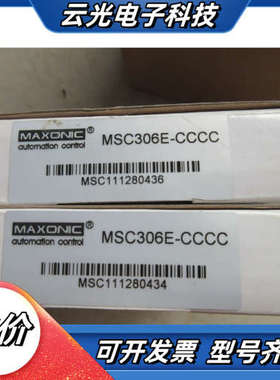 云光电子科技
MAXONIC®
automation control
MSC306E-CCCC
MSC111280436
MAXONIC®
automation control
MSC306E-CCCC
MSC111280434
价
可开发票 型号齐